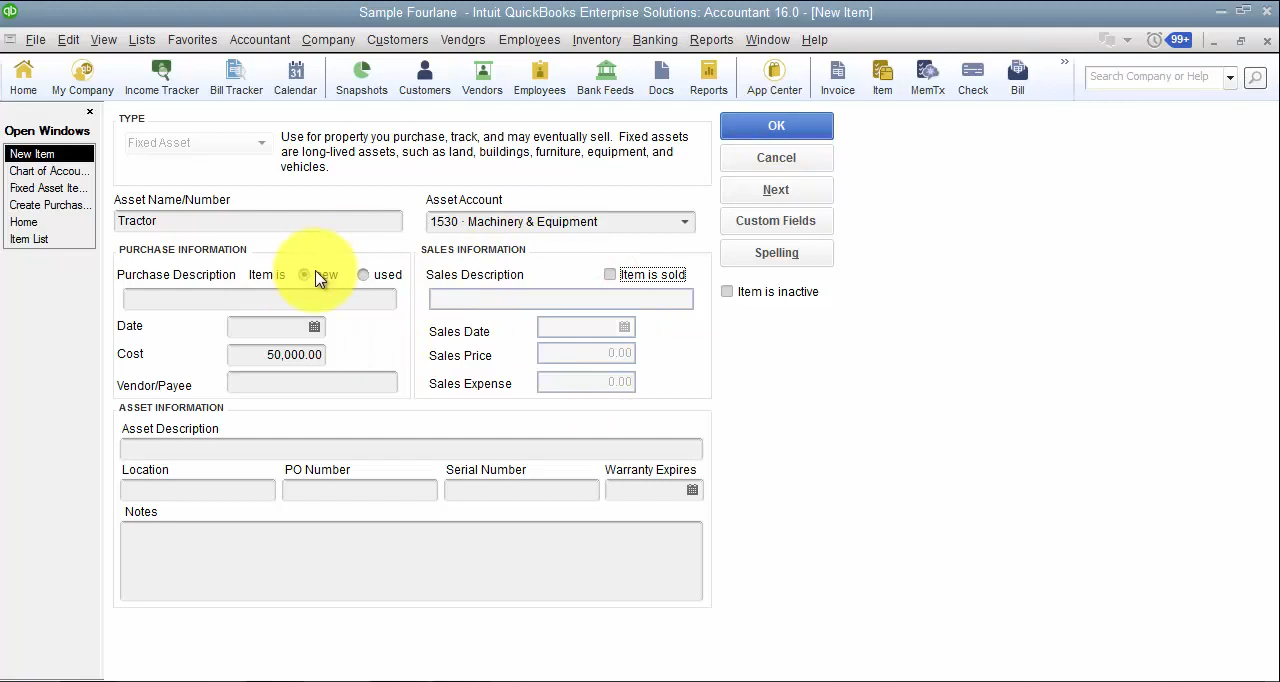 Sample Fourlane - Intuit QuickBooks Enterprise Solutions: Accountant 16.0 - [New Item]
File Edit View Lists Favorites Accountant Company Customers Vendors Employees Inventory Banking Reports Window Help
99+
Home My Company Income Tracker Bill Tracker Calendar Snapshots Customers Vendors Employees Bank Feeds Docs Reports App Center Invoice Item MemTx Check Bill
Search Company or Help
Open Windows
New Item
Chart of Accou...
Fixed Asset Ite...
Create Purchas...
Home
Item List
TYPE
Fixed Asset
Use for property you purchase, track, and may eventually sell. Fixed assets
are long-lived assets, such as land, buildings, furniture, equipment, and
vehicles.
Asset Name/Number
Tractor
Asset Account
1530 · Machinery & Equipment
PURCHASE INFORMATION
Purchase Description Item is new used
Date
Cost 50,000.00
Vendor/Payee
SALES INFORMATION
Sales Description Item is sold
Sales Date
Sales Price 0.00
Sales Expense 0.00
ASSET INFORMATION
Asset Description
Location PO Number Serial Number Warranty Expires
Notes
OK
Cancel
Next
Custom Fields
Spelling
Item is inactive